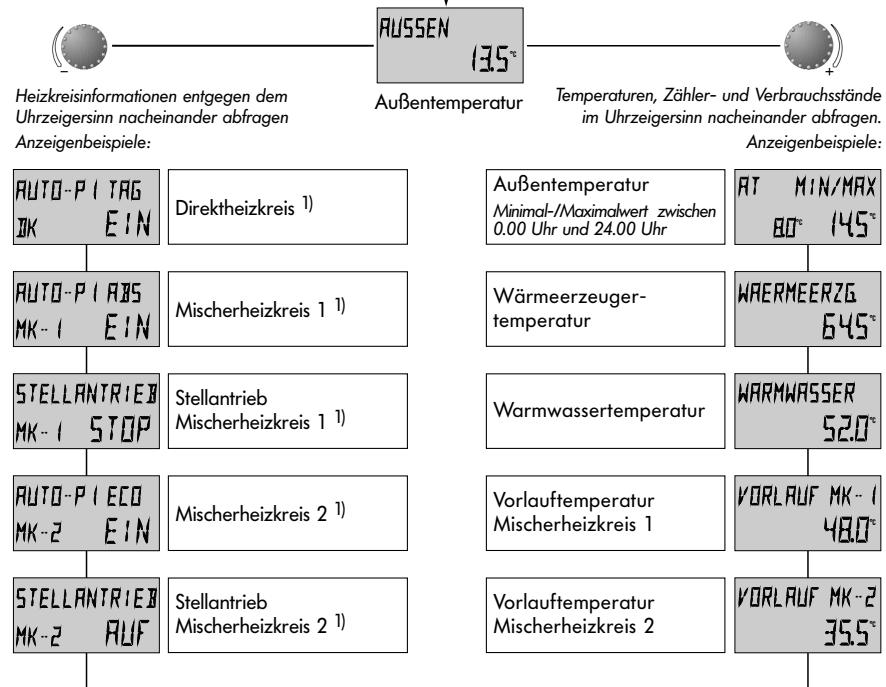 AUSSEN
13.5°C
Außentemperatur
–
Heizkreisinformationen entgegen dem
Uhrzeigersinn nacheinander abfragen
Anzeigenbeispiele:
+
Temperaturen, Zähler- und Verbrauchsstände
im Uhrzeigersinn nacheinander abfragen.
Anzeigenbeispiele:
AUTO-P1 TAG
DK EIN
Direktheizkreis 1)
AUTO-P1 ABS
MK-1 EIN
Mischerheizkreis 1 1)
STELLANTRIEB
MK-1 STOP
Stellantrieb
Mischerheizkreis 1 1)
AUTO-P1 ECO
MK-2 EIN
Mischerheizkreis 2 1)
STELLANTRIEB
MK-2 AUF
Stellantrieb
Mischerheizkreis 2 1)
Außentemperatur
Minimal-/Maximalwert zwischen
0.00 Uhr und 24.00 Uhr
AT MIN/MAX
8.0°C 14.5°C
Wärmeerzeuger-
temperatur
WAERMEERZG.
64.5°C
Warmwassertemperatur
WARMWASSER
52.0°C
Vorlauftemperatur
Mischerheizkreis 1
VORLAUF MK-1
48.0°C
Vorlauftemperatur
Mischerheizkreis 2
VORLAUF MK-2
35.5°C